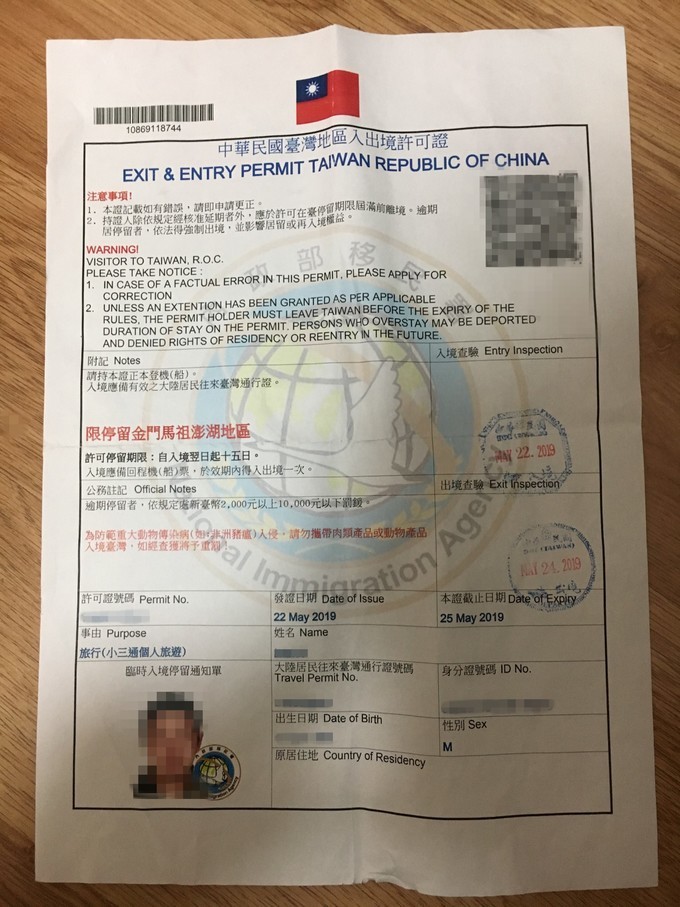 10869118744
中華民國臺灣地區入出境許可證
EXIT & ENTRY PERMIT TAIWAN REPUBLIC OF CHINA
注意事項!
1、本證記載如有錯誤，請即申請更正。
2、持證人除依規定經核准延期者外，應於許可在臺停留期限屆滿前離境。逾期
居停留者，依法得強制出境，並影響居留或再入境權益。
WARNING!
VISITOR TO TAIWAN, R.O.C.
PLEASE TAKE NOTICE :
1. IN CASE OF A FACTUAL ERROR IN THIS PERMIT, PLEASE APPLY FOR
CORRECTION
2. UNLESS AN EXTENTION HAS BEEN GRANTED AS PER APPLICABLE
RULES, THE PERMIT HOLDER MUST LEAVE TAIWAN BEFORE THE EXPIRY OF THE
DURATION OF STAY ON THE PERMIT. PERSONS WHO OVERSTAY MAY BE DEPORTED
AND DENIED RIGHTS OF RESIDENCY OR REENTRY IN THE FUTURE.
附記 Notes
入境查驗 Entry Inspection
請持本證正本登機(船)。
入境應備有效之大陸居民往來臺灣通行證。
限停留金門馬祖澎湖地區
許可停留期限：自入境翌日起十五日。
入境應備回程機(船)票，於效期內得入出境一次。
MAY 22. 2019
公務註記 Official Notes
出境查驗 Exit Inspection
逾期停留者，依規定處新臺幣2,000元以上10,000元以下罰鍰。
為防範重大動物傳染病(如:非洲豬瘟)入侵，請勿攜帶肉類產品或動物產品
入境臺灣，如經查獲將予重罰
MAY 24. 2019
政部移民
Immigration Agency
許可證號碼 Permit No.
發證日期 Date of Issue
本證截止日期 Date of Expiry
22 May 2019
25 May 2019
事由 Purpose
姓名 Name
旅行(小三通個人旅遊)
臨時入境停留通知單
大陸居民往來臺灣通行證號碼
Travel Permit No.
身分證號碼 ID No.
出生日期 Date of Birth
性別 Sex
M
原居住地 Country of Residency